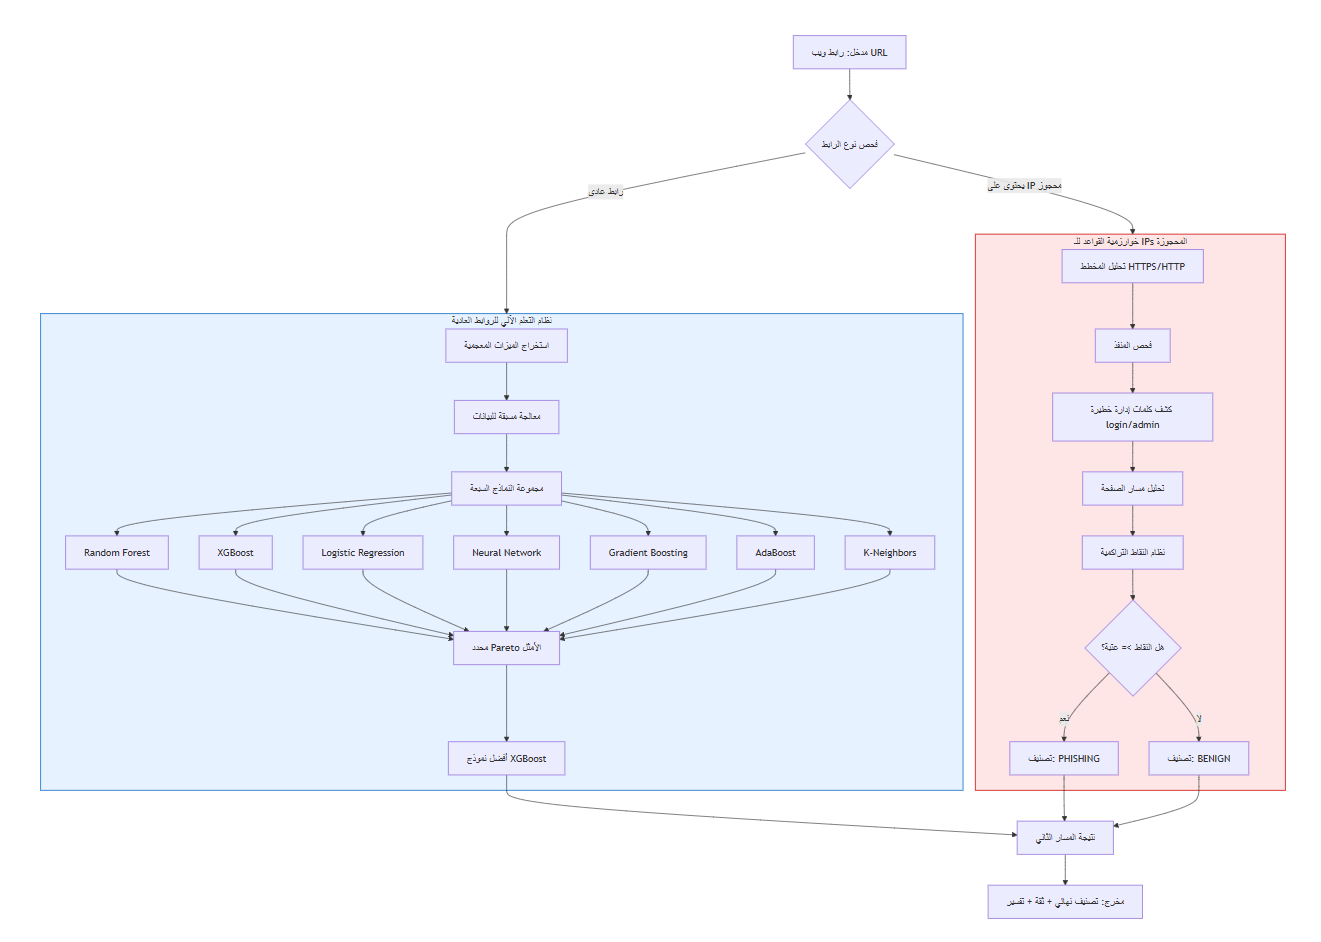 مدخل: رابط ويب URL
فحص نوع الرابط
رابط عادي
محجوز IP يحتوي على
نظام التعلم الآلي للروابط العادية
استخراج الميزات المعجمية
معالجة مسبقة للبيانات
مجموعة النماذج السبعة
Random Forest
XGBoost
Logistic Regression
Neural Network
Gradient Boosting
AdaBoost
K-Neighbors
الأمثل Pareto محدد
أفضل نموذج XGBoost
المحجوزة IPs خوارزمية القواعد للـ
تحليل المخطط HTTPS/HTTP
فحص المنفذ
كشف كلمات إدارة خطيرة
login/admin
تحليل مسار الصفحة
نظام النقاط التراكمية
هل النقاط >= عتبة؟
نعم
لا
تصنيف: PHISHING
تصنيف: BENIGN
نتيجة المسار الثاني
مخرج: تصنيف نهائي + ثقة + تفسير